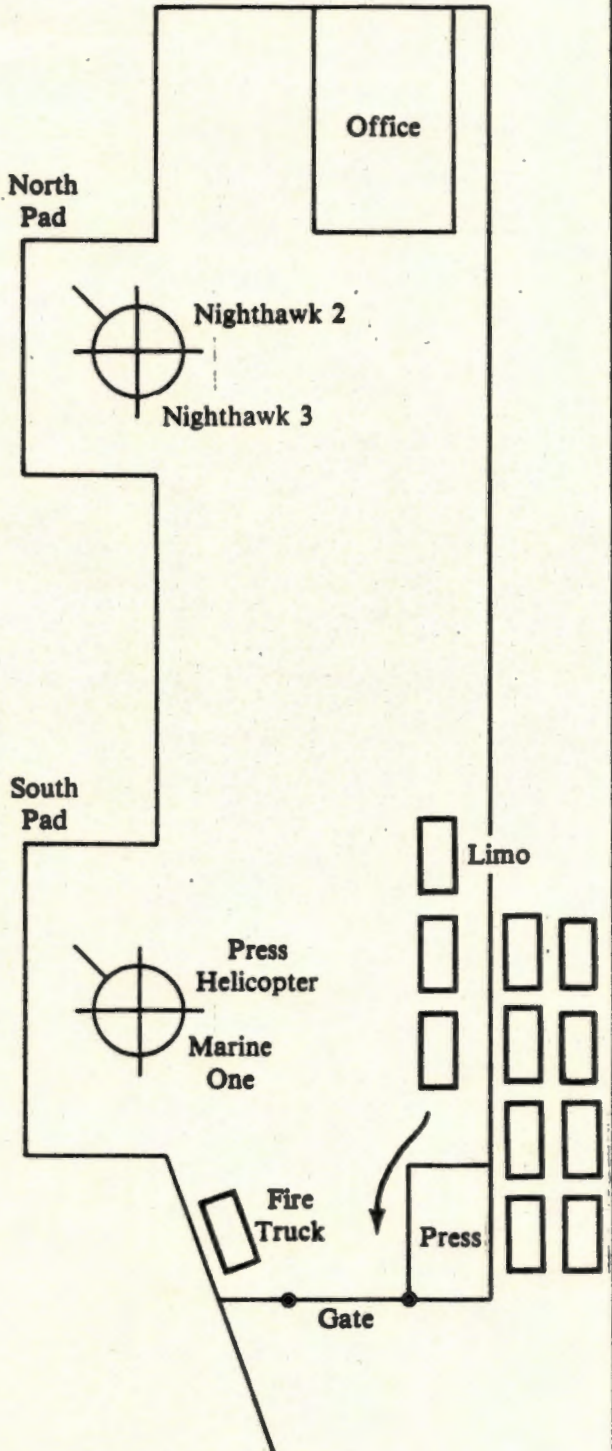 Office
North
Pad
Nighthawk 2
Nighthawk 3
South
Pad
Limo
Press
Helicopter
Marine
One
Fire
Truck
Press
Gate